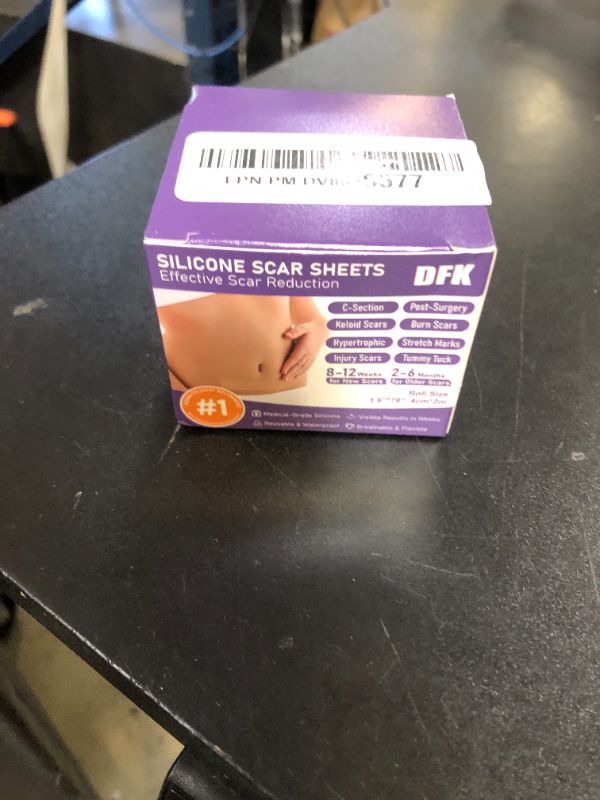 LPN PM
SILICONE SCAR SHEETS
Effective Scar Reduction
DFK
C-Section
Post-Surgery
Keloid Scars
Burn Scars
Hypertrophic
Stretch Marks
Injury Scars
Tummy Tuck
8-12 Weeks
for New Scars
2-6 Months
for Older Scars
Roll Size
#1
Medical-Grade Silicone
Visible Results in Weeks
Reusable & Waterproof
Breathable & Flexible